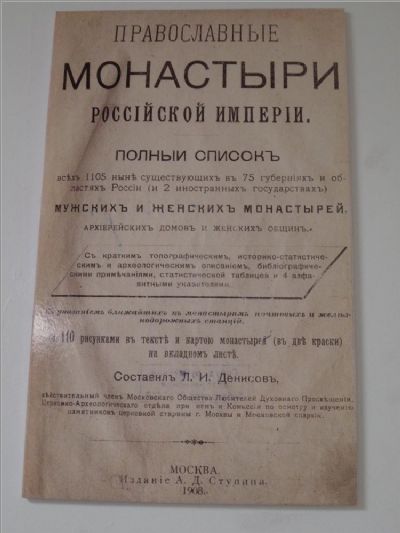 ПРАВОСЛАВНЫЕ
МОНАСТЫРИ
РОССІЙСКОЙ ИМПЕРІИ.
ПОЛНЫЙ СПИСОКЪ
всѣхъ 1105 нынѣ существующихъ въ 75 губерніяхъ и об-
ластяхъ Россіи (и 2 иностранныхъ государствахъ)
МУЖСКИХЪ И ЖЕНСКИХЪ МОНАСТЫРЕЙ,
АРХІЕРЕЙСКИХЪ ДОМОВЪ И ЖЕНСКИХЪ ОБЩИНЪ.
Съ краткимъ топографическимъ, историко-статистиче-
скимъ и археологическимъ описаніемъ, библіографиче-
скими примѣчаніями, статистической таблицей и 4 алфа-
витными указателями.
съ указаніемъ ближайшихъ къ монастырямъ почтовыхъ и желѣз-
нодорожныхъ станцій,
110 рисунками въ текстѣ и картою монастырей (въ двѣ краски)
на вкладномъ листѣ.
Составилъ Л. И. Денисовъ,
дѣйствительный членъ Московскаго Общества Любителей Духовнаго Просвѣщенія,
Церковно-Археологическаго отдѣла при немъ и Комиссіи по осмотру и изученію
памятниковъ церковной старины г. Москвы и Московской епархіи.
МОСКВА.
Изданіе А. Д. Ступина.
1908.